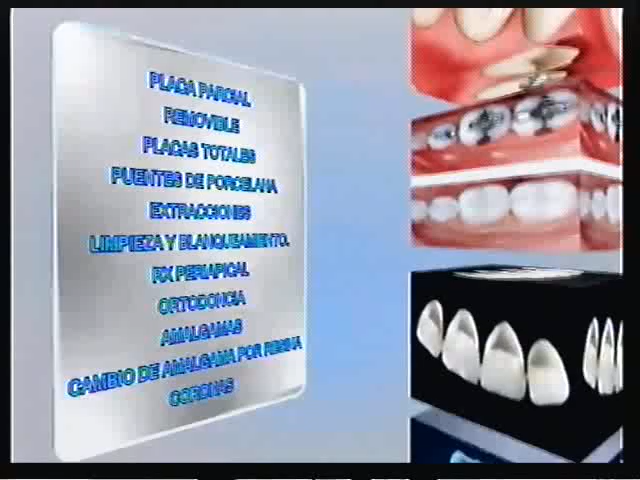 PLACA PARCIAL
REMOVIBLE
PLACAS TOTALES
PUENTES DE PORCELANA
EXTRACCIONES
LIMPIEZA Y BLANQUEAMIENTO.
RX PERIAPICAL
ORTODONCIA
AMALGAMAS
CAMBIO DE AMALGAMA POR RESINA
CORONAS